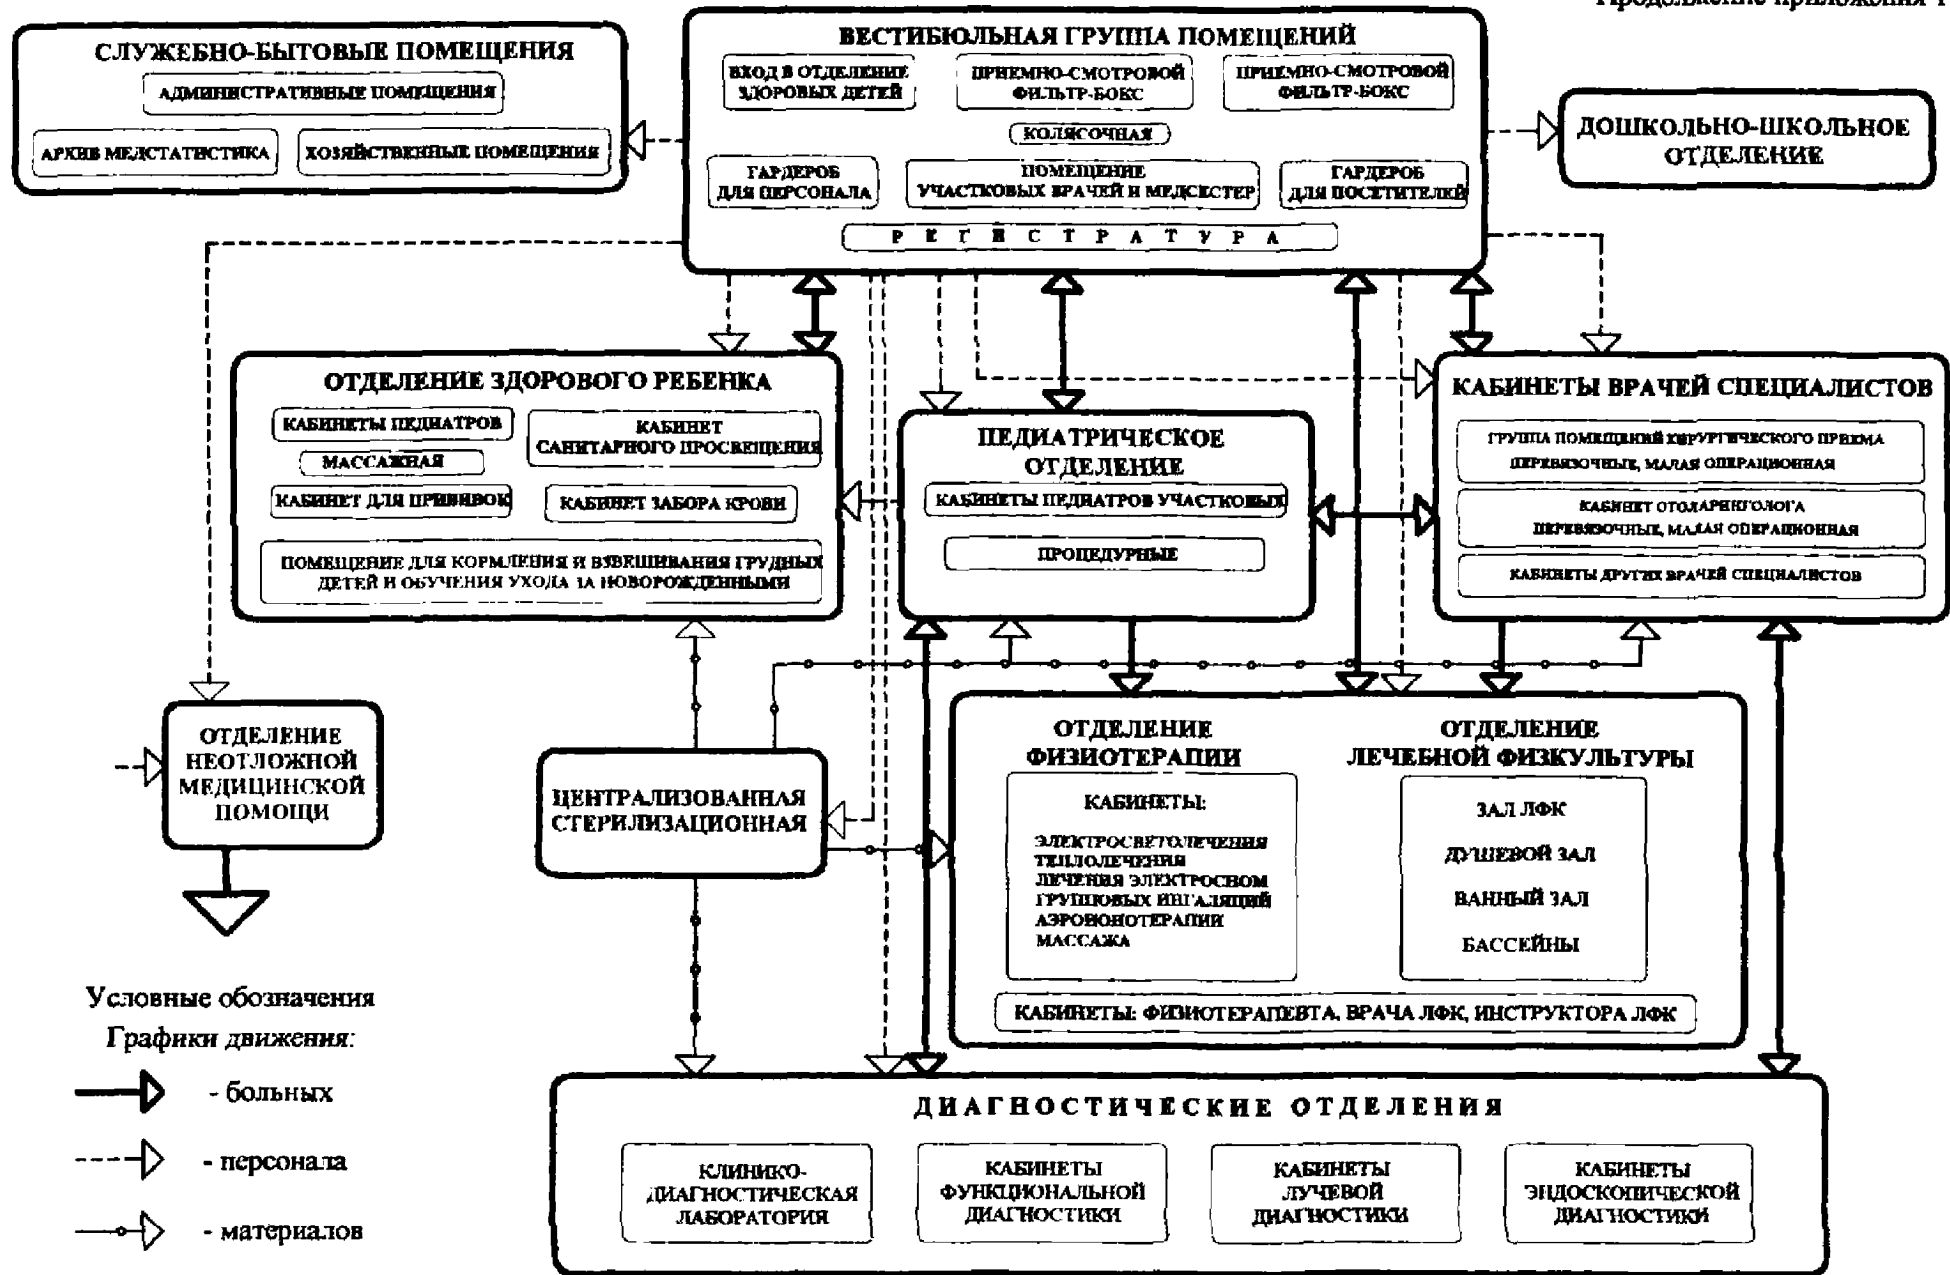 Продолжение приложения 1
СЛУЖЕБНО-БЫТОВЫЕ ПОМЕЩЕНИЯ
АДМИНИСТРАТИВНЫЕ ПОМЕЩЕНИЯ
АРХИВ МЕДСТАТИСТИКА
ХОЗЯЙСТВЕННЫЕ ПОМЕЩЕНИЯ
ВЕСТИБЮЛЬНАЯ ГРУППА ПОМЕЩЕНИЙ
ВХОД В ОТДЕЛЕНИЕ
ЗДОРОВЫХ ДЕТЕЙ
ПРИЕМНО-СМОТРОВОЙ
ФИЛЬТР-БОКС
ПРИЕМНО-СМОТРОВОЙ
ФИЛЬТР-БОКС
КОЛЯСОЧНАЯ
ГАРДЕРОБ
ДЛЯ ПЕРСОНАЛА
ПОМЕЩЕНИЕ
УЧАСТКОВЫХ ВРАЧЕЙ И МЕДСЕСТЕР
ГАРДЕРОБ
ДЛЯ ПОСЕТИТЕЛЕЙ
Р Е Г И С Т Р А Т У Р А
ДОШКОЛЬНО-ШКОЛЬНОЕ
ОТДЕЛЕНИЕ
ОТДЕЛЕНИЕ ЗДОРОВОГО РЕБЕНКА
КАБИНЕТЫ ПЕДИАТРОВ
КАБИНЕТ
САНИТАРНОГО ПРОСВЕЩЕНИЯ
МАССАЖНАЯ
КАБИНЕТ ДЛЯ ПРИВИВОК
КАБИНЕТ ЗАБОРА КРОВИ
ПОМЕЩЕНИЕ ДЛЯ КОРМЛЕНИЯ И ВЗВЕШИВАНИЯ ГРУДНЫХ
ДЕТЕЙ И ОБУЧЕНИЯ УХОДА ЗА НОВОРОЖДЕННЫМИ
ПЕДИАТРИЧЕСКОЕ
ОТДЕЛЕНИЕ
КАБИНЕТЫ ПЕДИАТРОВ УЧАСТКОВЫХ
ПРОЦЕДУРНЫЕ
КАБИНЕТЫ ВРАЧЕЙ СПЕЦИАЛИСТОВ
ГРУППА ПОМЕЩЕНИЙ ХИРУРГИЧЕСКОГО ПРИЕМА
ПЕРЕВЯЗОЧНЫЕ, МАЛАЯ ОПЕРАЦИОННАЯ
КАБИНЕТ ОТОЛАРИНГОЛОГА
ПЕРЕВЯЗОЧНЫЕ, МАЛАЯ ОПЕРАЦИОННАЯ
КАБИНЕТЫ ДРУГИХ ВРАЧЕЙ СПЕЦИАЛИСТОВ
ОТДЕЛЕНИЕ
НЕОТЛОЖНОЙ
МЕДИЦИНСКОЙ
ПОМОЩИ
ЦЕНТРАЛИЗОВАННАЯ
СТЕРИЛИЗАЦИОННАЯ
ОТДЕЛЕНИЕ
ФИЗИОТЕРАПИИ
КАБИНЕТЫ:
ЭЛЕКТРОСВЕТОЛЕЧЕНИЯ
ТЕПЛОЛЕЧЕНИЯ
ЛЕЧЕНИЯ ЭЛЕКТРОСНОМ
ГРУППОВЫХ ИНГАЛЯЦИЙ
АЭРОИОНОТЕРАПИИ
МАССАЖА
ОТДЕЛЕНИЕ
ЛЕЧЕБНОЙ ФИЗКУЛЬТУРЫ
ЗАЛ ЛФК
ДУШЕВОЙ ЗАЛ
ВАННЫЙ ЗАЛ
БАССЕЙНЫ
КАБИНЕТЫ: ФИЗИОТЕРАПЕВТА, ВРАЧА ЛФК, ИНСТРУКТОРА ЛФК
Условные обозначения
Графики движения:
- больных
- персонала
- материалов
ДИАГНОСТИЧЕСКИЕ ОТДЕЛЕНИЯ
КЛИНИКО-
ДИАГНОСТИЧЕСКАЯ
ЛАБОРАТОРИЯ
КАБИНЕТЫ
ФУНКЦИОНАЛЬНОЙ
ДИАГНОСТИКИ
КАБИНЕТЫ
ЛУЧЕВОЙ
ДИАГНОСТИКИ
КАБИНЕТЫ
ЭНДОСКОПИЧЕСКОЙ
ДИАГНОСТИКИ